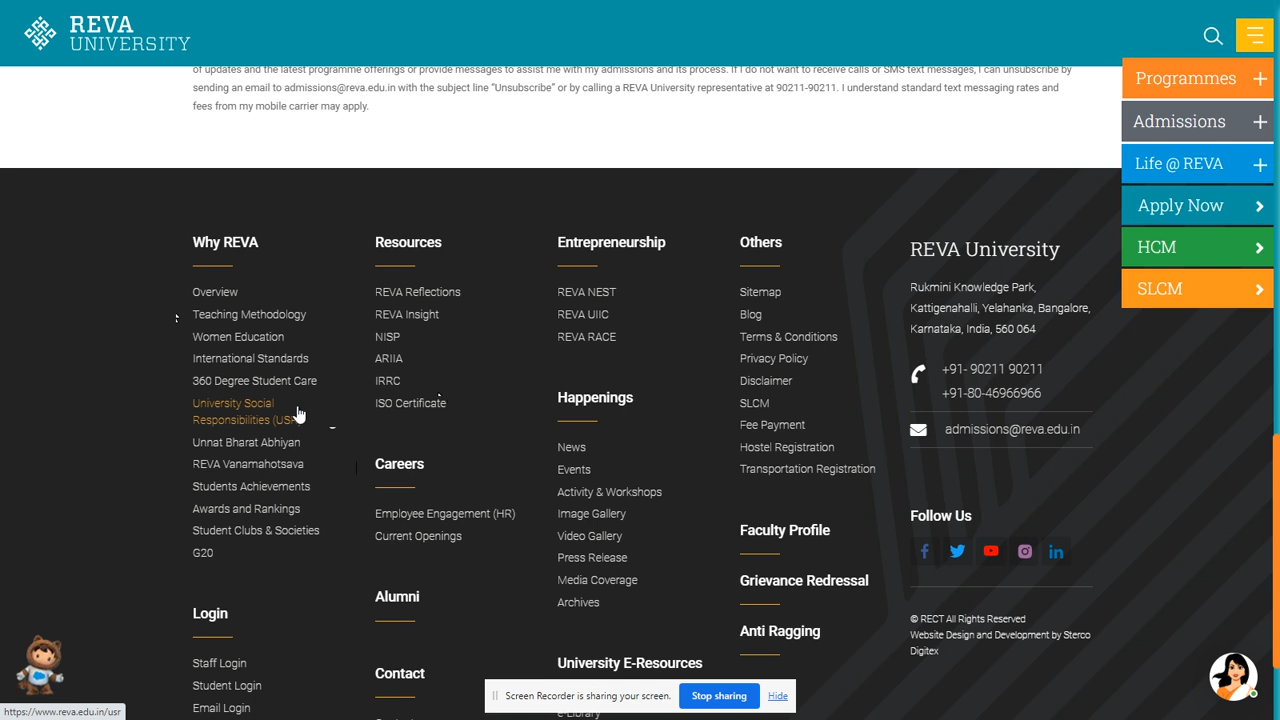 REVA
UNIVERSITY
of updates and the latest programme offerings or provide messages to assist me with my admissions and its process. If I do not want to receive calls or SMS text messages, I can unsubscribe by
sending an email to admissions@reva.edu.in with the subject line “Unsubscribe” or by calling a REVA University representative at 90211-90211. I understand standard text messaging rates and
fees from my mobile carrier may apply.
Programmes
Admissions
Life @ REVA
Apply Now
HCM
SLCM
Why REVA
Overview
Teaching Methodology
Women Education
International Standards
360 Degree Student Care
University Social
Responsibilities (USR)
Unnat Bharat Abhiyan
REVA Vanamahotsava
Students Achievements
Awards and Rankings
Student Clubs & Societies
G20
Login
Staff Login
Student Login
Email Login
Resources
REVA Reflections
REVA Insight
NISP
ARIIA
IRRC
ISO Certificate
Careers
Employee Engagement (HR)
Current Openings
Alumni
Contact
Entrepreneurship
REVA NEST
REVA UIIC
REVA RACE
Happenings
News
Events
Activity & Workshops
Image Gallery
Video Gallery
Press Release
Media Coverage
Archives
University E-Resources
e-Library
Others
Sitemap
Blog
Terms & Conditions
Privacy Policy
Disclaimer
SLCM
Fee Payment
Hostel Registration
Transportation Registration
Faculty Profile
Grievance Redressal
Anti Ragging
REVA University
Rukmini Knowledge Park,
Kattigenahalli, Yelahanka, Bangalore,
Karnataka, India, 560 064
+91- 90211 90211
+91-80-46966966
admissions@reva.edu.in
Follow Us
© RECT All Rights Reserved
Website Design and Development by Sterco
Digitex
Screen Recorder is sharing your screen.
Stop sharing
Hide
https://www.reva.edu.in/usr